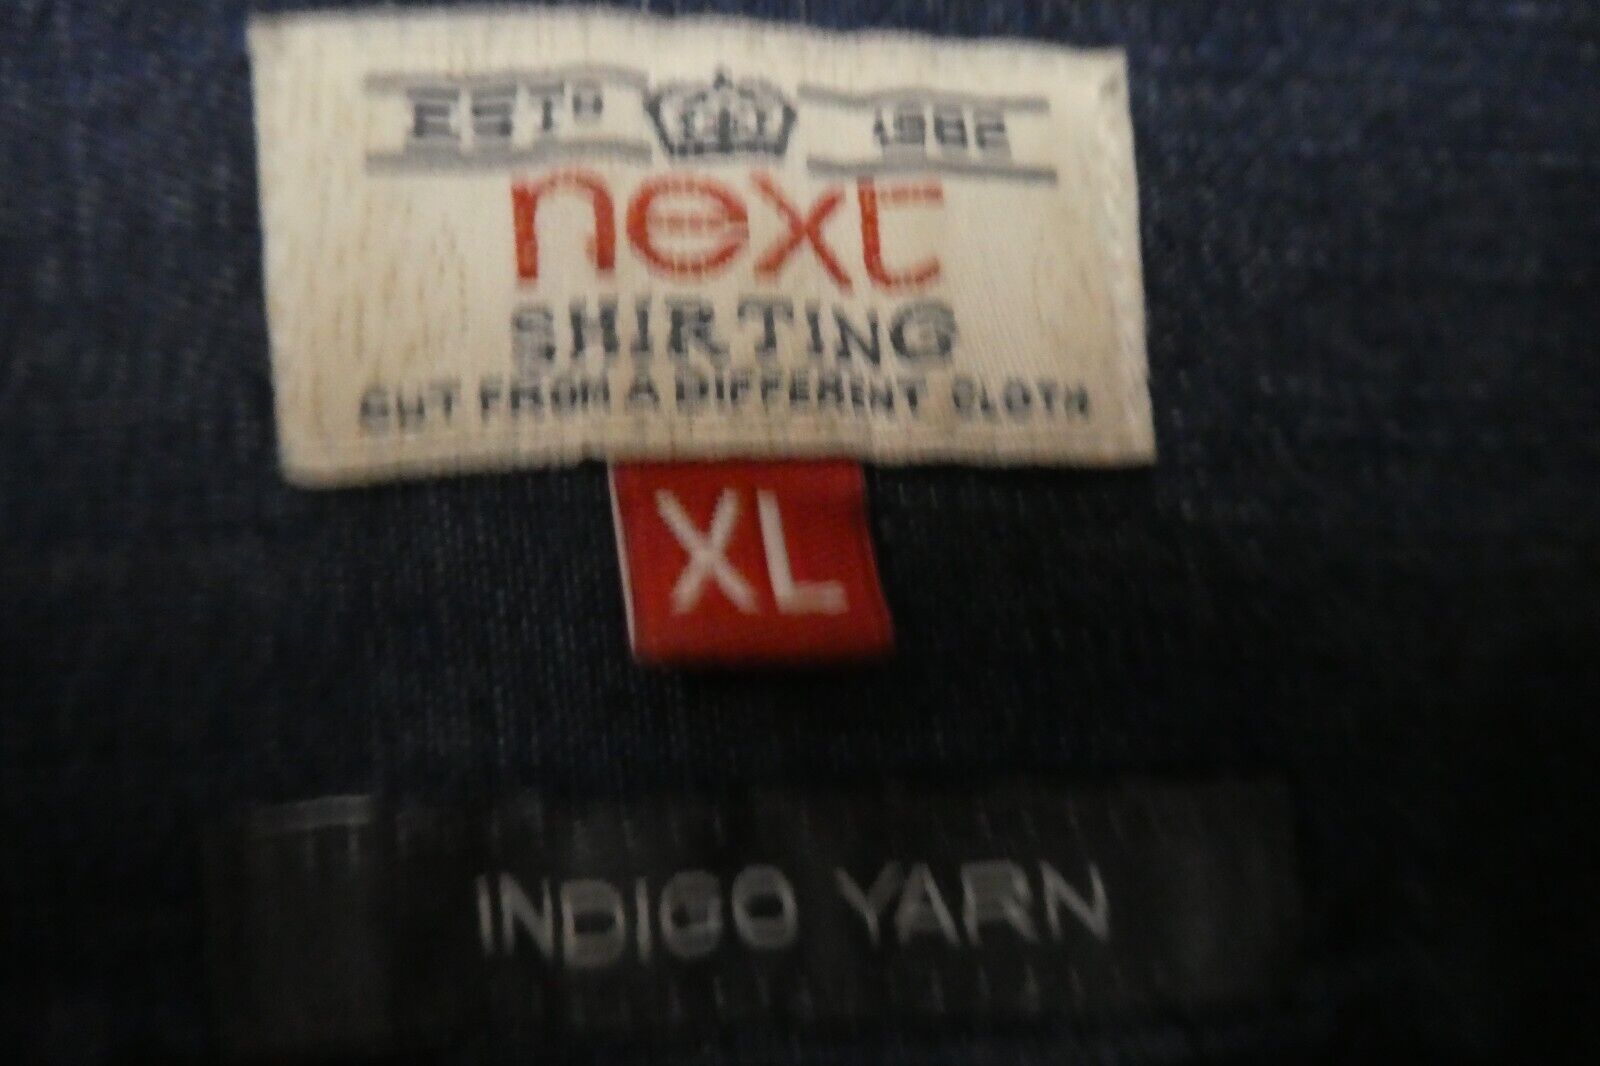 ESTD 1982
next
SHIRTING
CUT FROM A DIFFERENT CLOTH
XL
INDIGO YARN